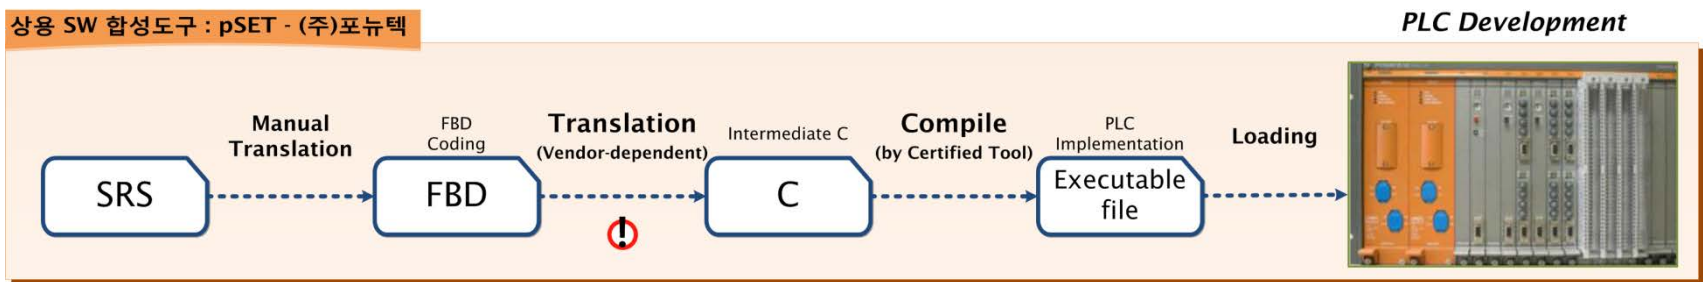 상용 SW 합성도구 : pSET - (주)포뉴텍
PLC Development
Manual
Translation
FBD
Coding
Translation
(Vendor-dependent)
Intermediate C
Compile
(by Certified Tool)
PLC
Implementation
Loading
SRS
FBD
C
Executable
file
!